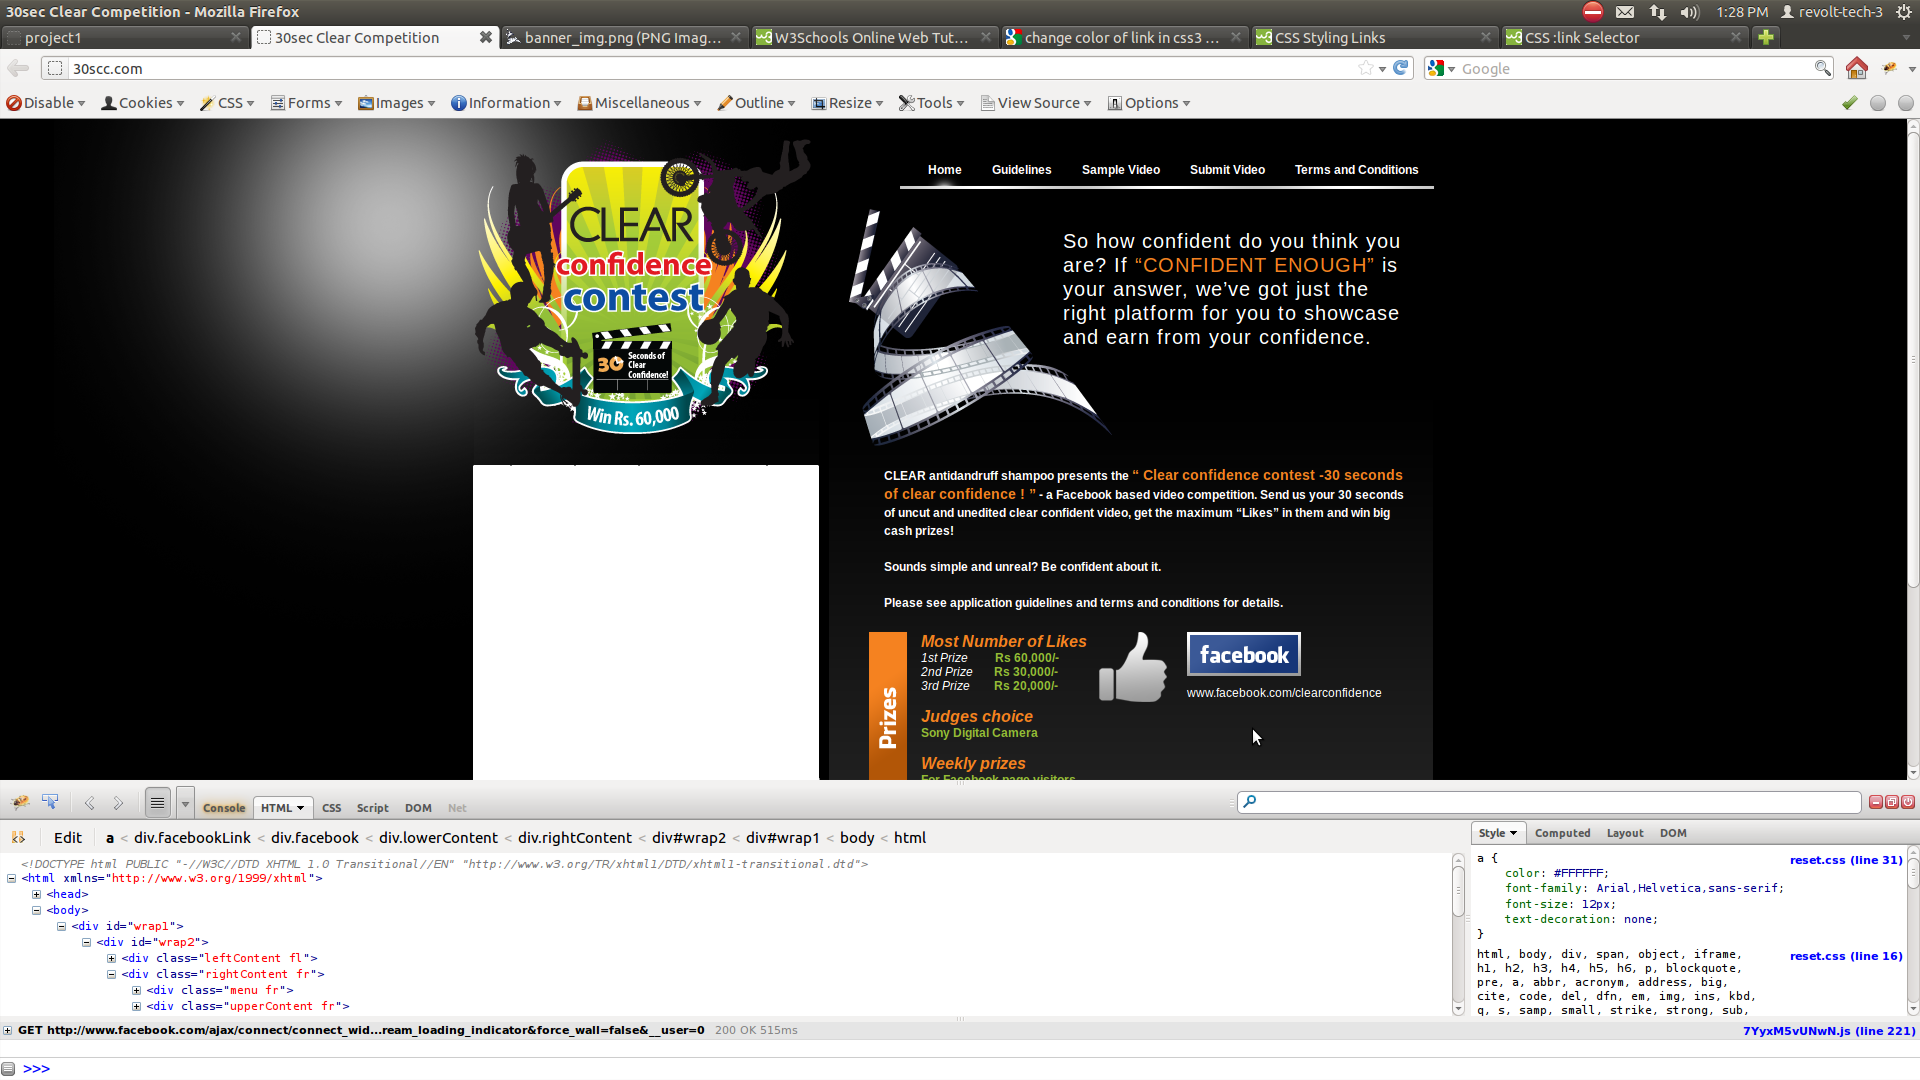 30sec Clear Competition - Mozilla Firefox
1:28 PM revolt-tech-3
project1
30sec Clear Competition
banner_img.png (PNG Imag...
W3Schools Online Web Tut...
change color of link in css3 ...
CSS Styling Links
CSS :link Selector
30scc.com
Google
Disable Cookies CSS Forms Images Information Miscellaneous Outline Resize Tools View Source Options
Home Guidelines Sample Video Submit Video Terms and Conditions
CLEAR
confidence
contest
30 Seconds of
Clear
Confidence!
Win Rs. 60,000
So how confident do you think you
are? If “CONFIDENT ENOUGH” is
your answer, we’ve got just the
right platform for you to showcase
and earn from your confidence.
CLEAR antidandruff shampoo presents the “ Clear confidence contest -30 seconds
of clear confidence ! ” - a Facebook based video competition. Send us your 30 seconds
of uncut and unedited clear confident video, get the maximum “Likes” in them and win big
cash prizes!
Sounds simple and unreal? Be confident about it.
Please see application guidelines and terms and conditions for details.
Prizes
Most Number of Likes
1st Prize Rs 60,000/-
2nd Prize Rs 30,000/-
3rd Prize Rs 20,000/-
Judges choice
Sony Digital Camera
Weekly prizes
For Facebook page visitors
facebook
www.facebook.com/clearconfidence
Console HTML CSS Script DOM Net
Edit a < div.facebookLink < div.facebook < div.lowerContent < div.rightContent < div#wrap2 < div#wrap1 < body < html
<!DOCTYPE html PUBLIC "-//W3C//DTD XHTML 1.0 Transitional//EN" "http://www.w3.org/TR/xhtml1/DTD/xhtml1-transitional.dtd">
<html xmlns="http://www.w3.org/1999/xhtml">
<head>
<body>
<div id="wrap1">
<div id="wrap2">
<div class="leftContent fl">
<div class="rightContent fr">
<div class="menu fr">
<div class="upperContent fr">
Style Computed Layout DOM
a { reset.css (line 31)
color: #FFFFFF;
font-family: Arial,Helvetica,sans-serif;
font-size: 12px;
text-decoration: none;
}
html, body, div, span, object, iframe, reset.css (line 16)
h1, h2, h3, h4, h5, h6, p, blockquote,
pre, a, abbr, acronym, address, big,
cite, code, del, dfn, em, img, ins, kbd,
q, s, samp, small, strike, strong, sub,
GET http://www.facebook.com/ajax/connect/connect_wid...ream_loading_indicator&force_wall=false&__user=0 200 OK 515ms
7YyxM5vUNwN.js (line 221)
>>>